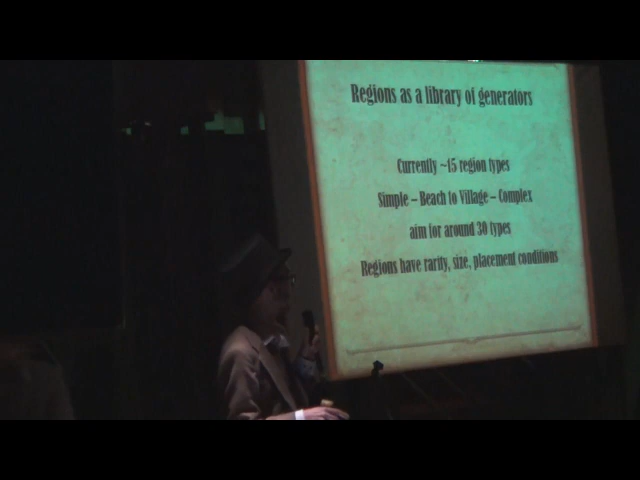 Regions as a library of generators
Currently ~15 region types
Simple – Beach to Village – Complex
aim for around 30 types
Regions have rarity, size, placement conditions